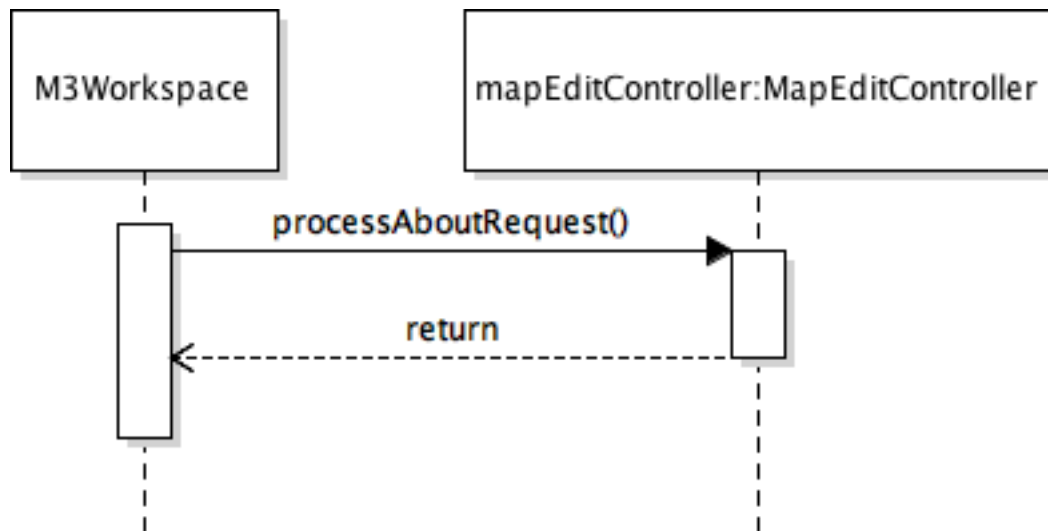 M3Workspace
mapEditController:MapEditController
processAboutRequest()
return